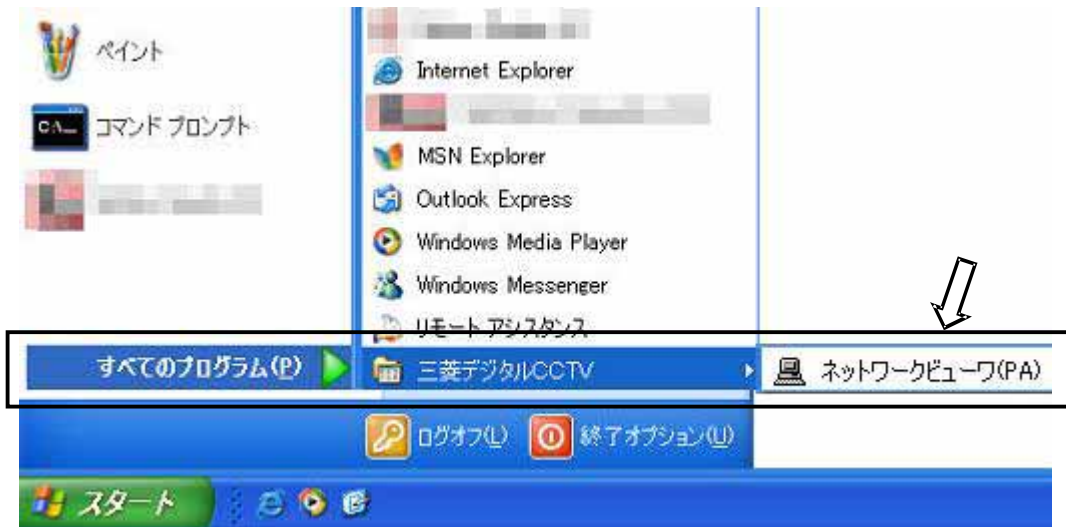 ペイント
コマンド プロンプト
Internet Explorer
MSN Explorer
Outlook Express
Windows Media Player
Windows Messenger
リモート アシスタンス
すべてのプログラム(P)
三菱デジタルCCTV
ネットワークビューワ(PA)
ログオフ(L)
終了オプション(U)
スタート